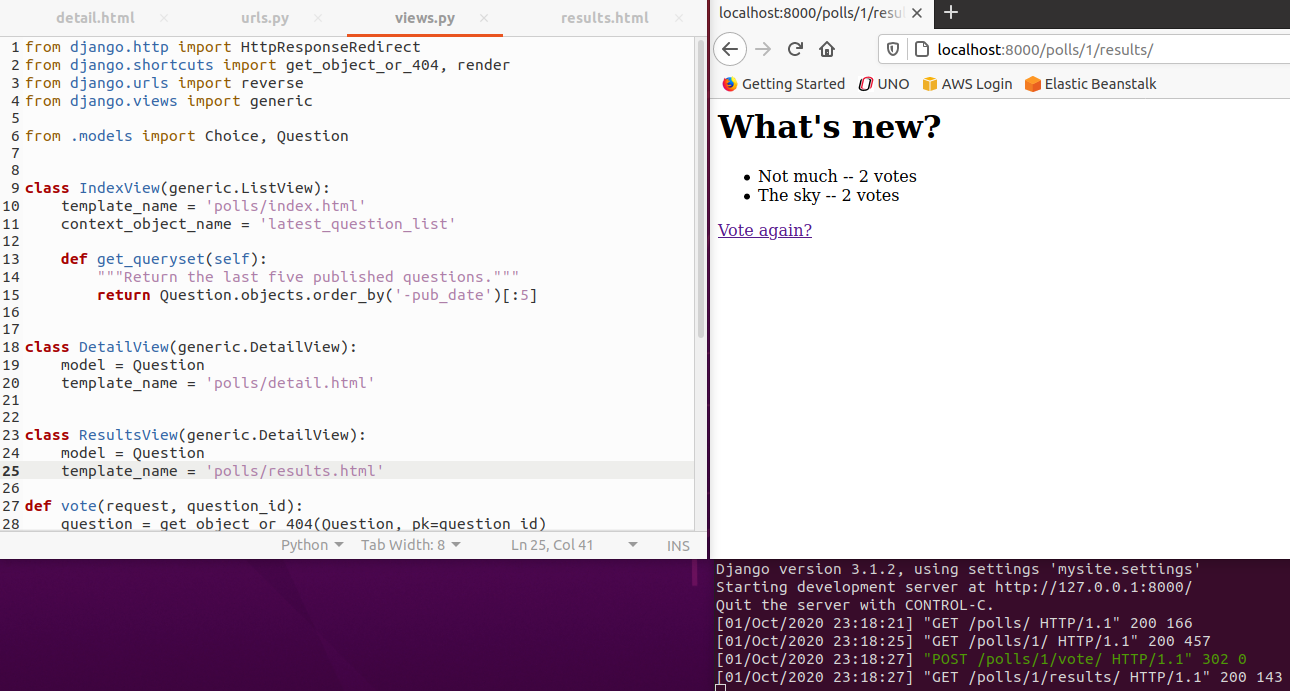 detail.html × urls.py × views.py × results.html ×
1 from django.http import HttpResponseRedirect
2 from django.shortcuts import get_object_or_404, render
3 from django.urls import reverse
4 from django.views import generic
5
6 from .models import Choice, Question
7
8
9 class IndexView(generic.ListView):
10     template_name = 'polls/index.html'
11     context_object_name = 'latest_question_list'
12
13     def get_queryset(self):
14         """Return the last five published questions."""
15         return Question.objects.order_by('-pub_date')[:5]
16
17
18 class DetailView(generic.DetailView):
19     model = Question
20     template_name = 'polls/detail.html'
21
22
23 class ResultsView(generic.DetailView):
24     model = Question
25     template_name = 'polls/results.html'
26
27 def vote(request, question_id):
28     question = get_object_or_404(Question, pk=question_id)
Python Tab Width: 8 Ln 25, Col 41 INS
localhost:8000/polls/1/resul × +
localhost:8000/polls/1/results/
Getting Started UNO AWS Login Elastic Beanstalk
What's new?
• Not much -- 2 votes
• The sky -- 2 votes
Vote again?
Django version 3.1.2, using settings 'mysite.settings'
Starting development server at http://127.0.0.1:8000/
Quit the server with CONTROL-C.
[01/Oct/2020 23:18:21] "GET /polls/ HTTP/1.1" 200 166
[01/Oct/2020 23:18:25] "GET /polls/1/ HTTP/1.1" 200 457
[01/Oct/2020 23:18:27] "POST /polls/1/vote/ HTTP/1.1" 302 0
[01/Oct/2020 23:18:27] "GET /polls/1/results/ HTTP/1.1" 200 143